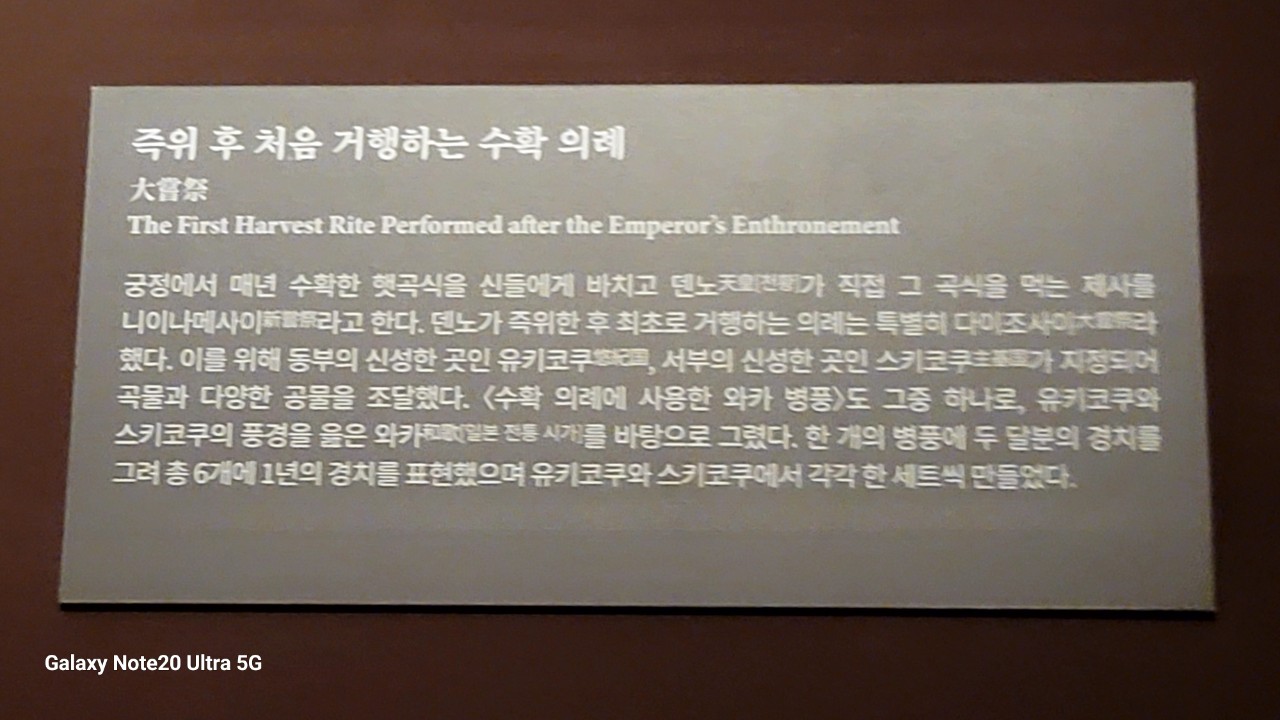 즉위 후 처음 거행하는 수확 의례
大嘗祭
The First Harvest Rite Performed after the Emperor's Enthronement
궁정에서 매년 수확한 햇곡식을 신들에게 바치고 덴노天皇[천황]가 직접 그 곡식을 먹는 제사를
니이나메사이新嘗祭라고 한다. 덴노가 즉위한 후 최초로 거행하는 의례는 특별히 다이조사이大嘗祭라
했다. 이를 위해 동부의 신성한 곳인 유키코쿠悠紀国, 서부의 신성한 곳인 스키코쿠主基国가 지정되어
곡물과 다양한 공물을 조달했다. 〈수확 의례에 사용한 와카 병풍〉도 그중 하나로, 유키코쿠와
스키코쿠의 풍경을 읊은 와카和歌[일본 전통 시가]를 바탕으로 그렸다. 한 개의 병풍에 두 달분의 경치를
그려 총 6개에 1년의 경치를 표현했으며 유키코쿠와 스키코쿠에서 각각 한 세트씩 만들었다.
Galaxy Note20 Ultra 5G